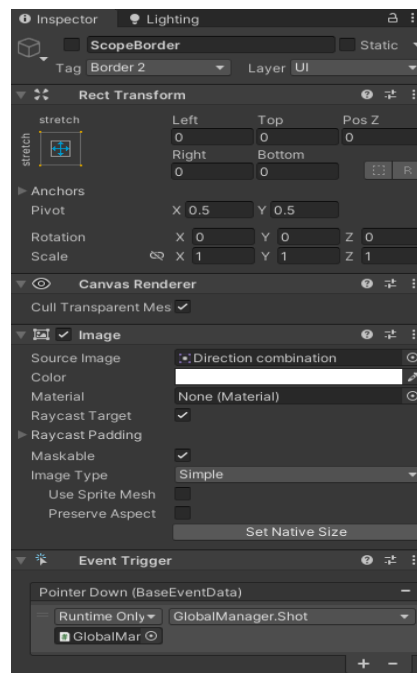 Inspector Lighting
ScopeBorder Static
Tag Border 2 Layer UI
Rect Transform
stretch Left Top Pos Z
stretch 0 0 0
Right Bottom
0 0 R
Anchors
Pivot X 0.5 Y 0.5
Rotation X 0 Y 0 Z 0
Scale X 1 Y 1 Z 1
Canvas Renderer
Cull Transparent Mes
Image
Source Image Direction combination
Color
Material None (Material)
Raycast Target
Raycast Padding
Maskable
Image Type Simple
Use Sprite Mesh
Preserve Aspect
Set Native Size
Event Trigger
Pointer Down (BaseEventData)
Runtime Only GlobalManager.Shot
GlobalMar